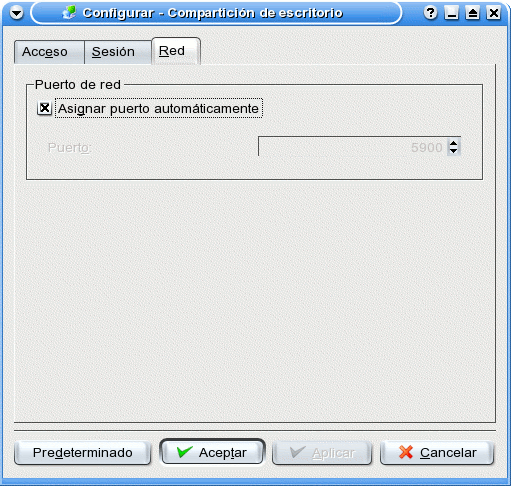 Configurar - Compartición de escritorio
Acceso Sesión Red
Puerto de red
Asignar puerto automáticamente
Puerto: 5900
Predeterminado Aceptar Aplicar Cancelar